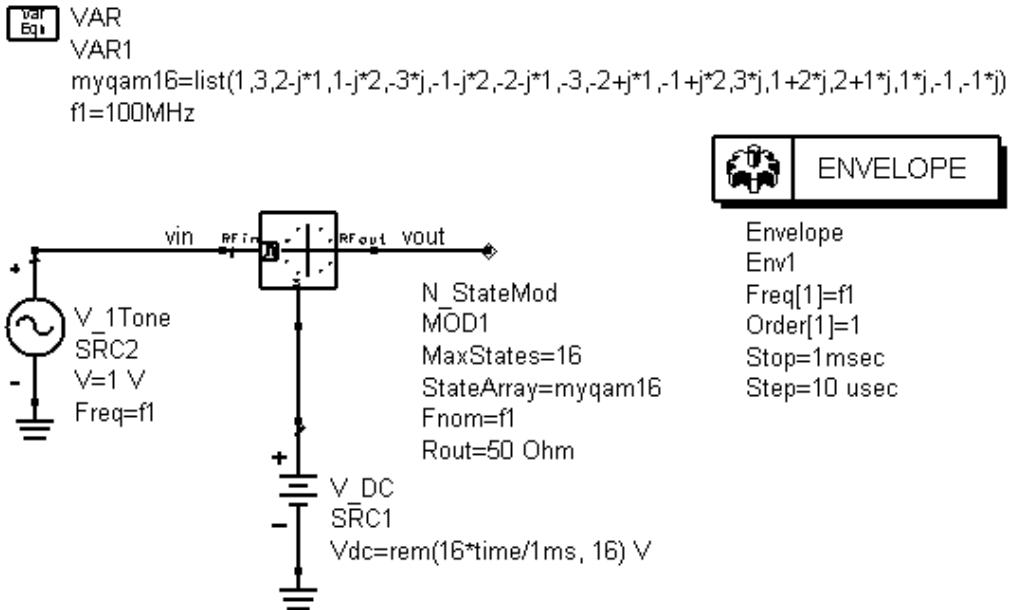 Var
Eqn
VAR
VAR1
myqam16=list(1,3,2-j*1,1-j*2,-3*j,-1-j*2,-2-j*1,-3,-2+j*1,-1+j*2,3*j,1+2*j,2+1*j,1*j,-1,-1*j)
f1=100MHz
ENVELOPE
Envelope
Env1
Freq[1]=f1
Order[1]=1
Stop=1msec
Step=10 usec
vin
RFin
RFout
vout
+
V_1Tone
SRC2
V=1 V
Freq=f1
-
N_StateMod
MOD1
MaxStates=16
StateArray=myqam16
Fnom=f1
Rout=50 Ohm
+
V_DC
SRC1
Vdc=rem(16*time/1ms, 16) V
-